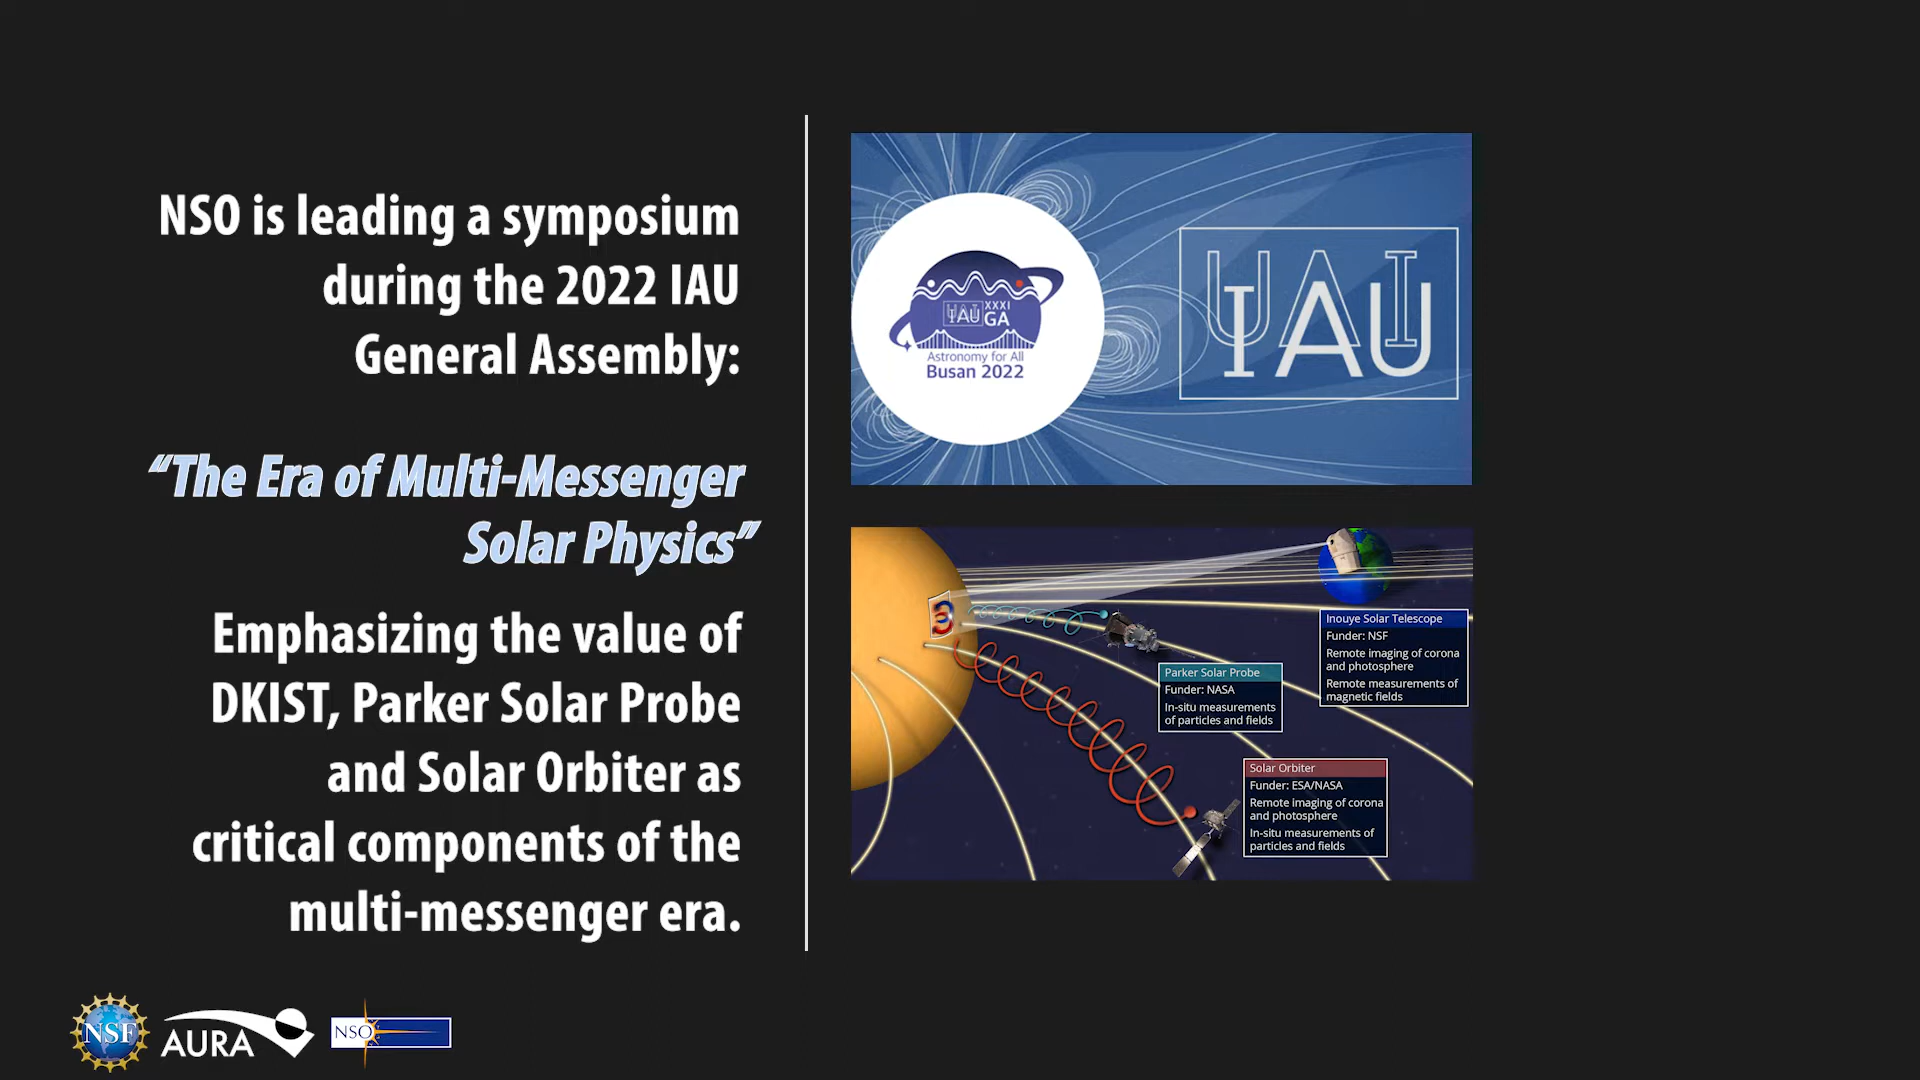 NSO is leading a symposium
during the 2022 IAU
General Assembly:
“The Era of Multi-Messenger
Solar Physics”
Emphasizing the value of
DKIST, Parker Solar Probe
and Solar Orbiter as
critical components of the
multi-messenger era.
IAU
XXXI
GA
Astronomy for All
Busan 2022
UAI
IAU
Inouye Solar Telescope
Funder: NSF
Remote imaging of corona
and photosphere
Remote measurements of
magnetic fields
Parker Solar Probe
Funder: NASA
In-situ measurements
of particles and fields
Solar Orbiter
Funder: ESA/NASA
Remote imaging of corona
and photosphere
In-situ measurements of
particles and fields
NSF
AURA
NSO